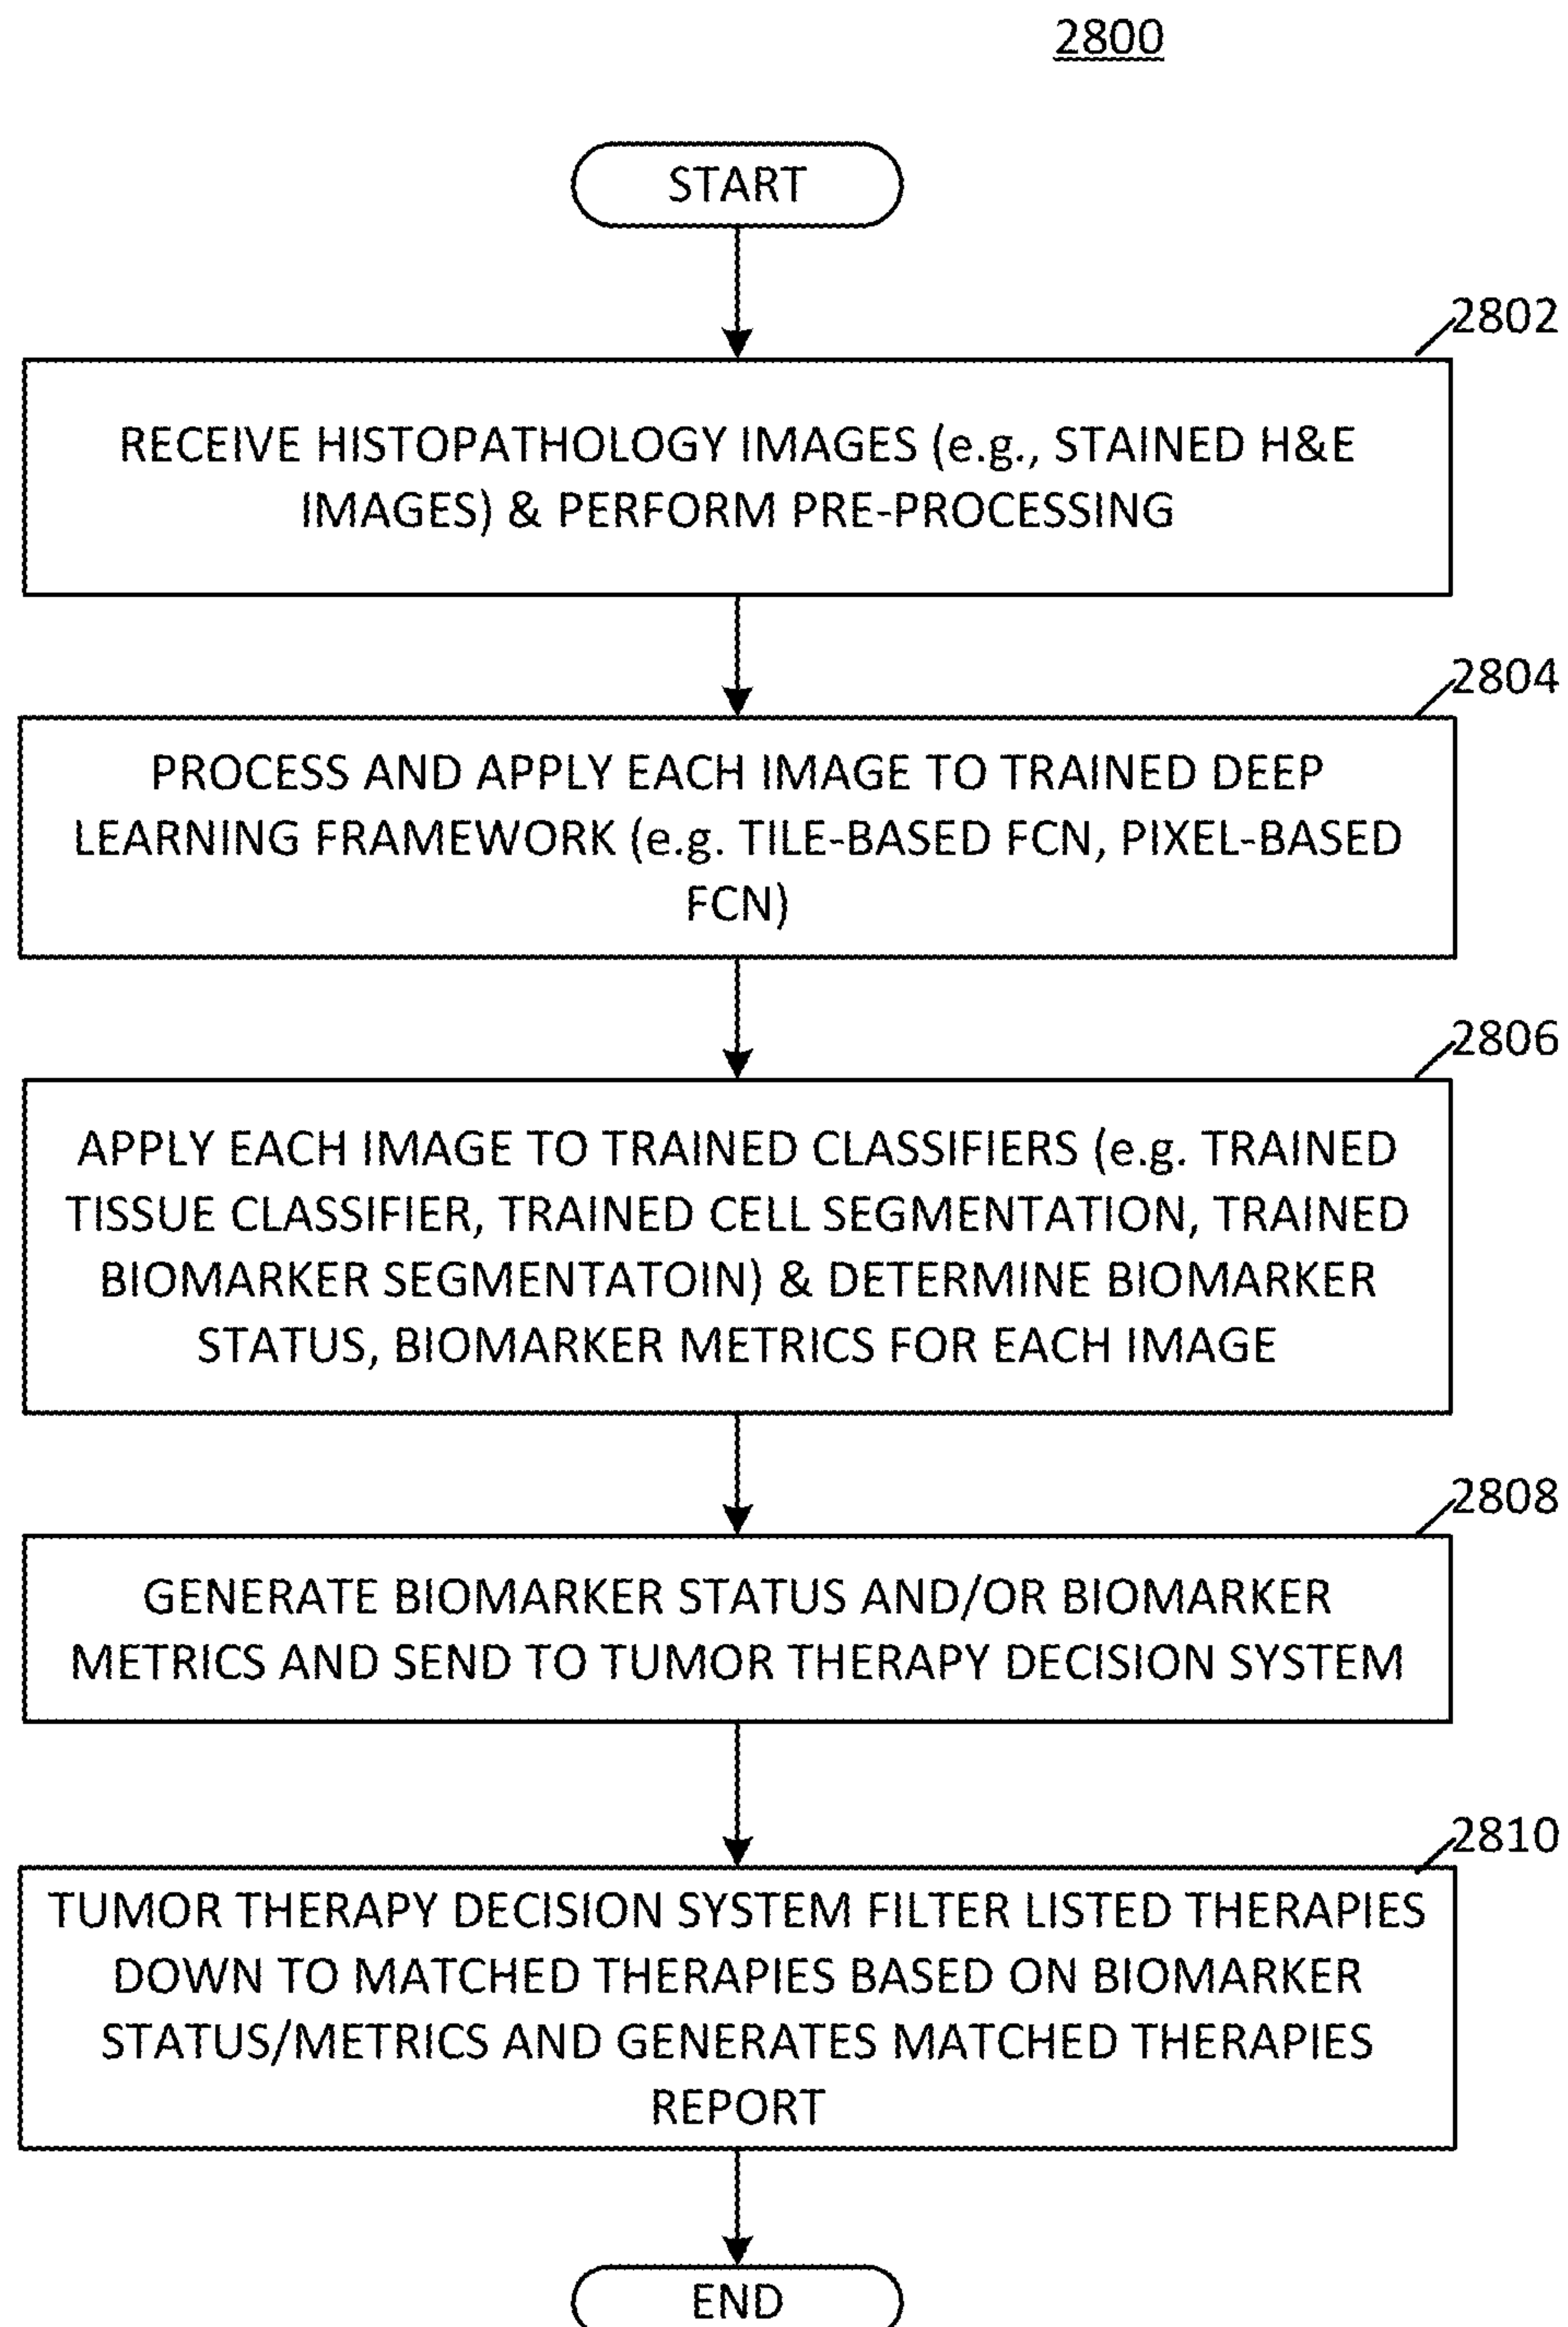 2800
START
2802
RECEIVE HISTOPATHOLOGY IMAGES (e.g., STAINED H&E
IMAGES) & PERFORM PRE-PROCESSING
2804
PROCESS AND APPLY EACH IMAGE TO TRAINED DEEP
LEARNING FRAMEWORK (e.g. TILE-BASED FCN, PIXEL-BASED
FCN)
2806
APPLY EACH IMAGE TO TRAINED CLASSIFIERS (e.g. TRAINED
TISSUE CLASSIFIER, TRAINED CELL SEGMENTATION, TRAINED
BIOMARKER SEGMENTATOIN) & DETERMINE BIOMARKER
STATUS, BIOMARKER METRICS FOR EACH IMAGE
2808
GENERATE BIOMARKER STATUS AND/OR BIOMARKER
METRICS AND SEND TO TUMOR THERAPY DECISION SYSTEM
2810
TUMOR THERAPY DECISION SYSTEM FILTER LISTED THERAPIES
DOWN TO MATCHED THERAPIES BASED ON BIOMARKER
STATUS/METRICS AND GENERATES MATCHED THERAPIES
REPORT
END